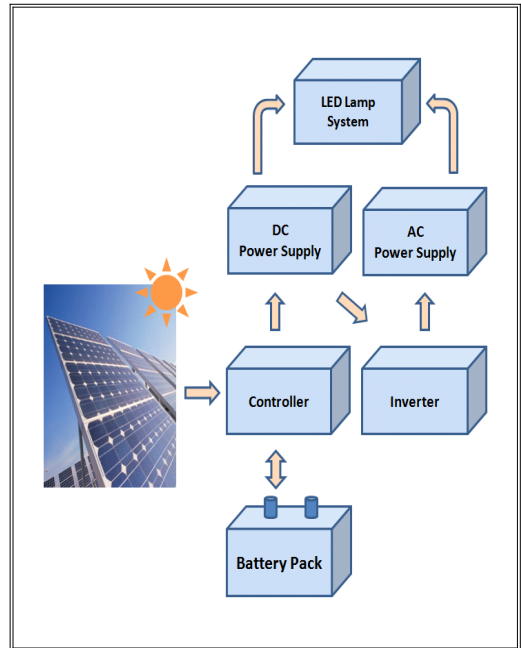 LED Lamp
System
DC
Power Supply
AC
Power Supply
Controller
Inverter
Battery Pack